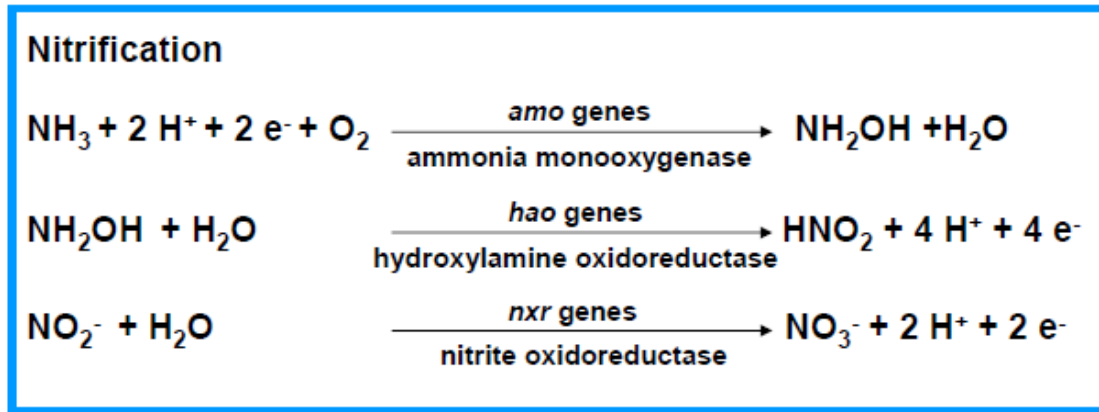 Nitrification
amo genes
NH₃ + 2 H⁺ + 2 e⁻ + O₂ NH₂OH +H₂O
ammonia monooxygenase
hao genes
NH₂OH + H₂O HNO₂ + 4 H⁺ + 4 e⁻
hydroxylamine oxidoreductase
nxr genes
NO₂⁻ + H₂O NO₃⁻ + 2 H⁺ + 2 e⁻
nitrite oxidoreductase